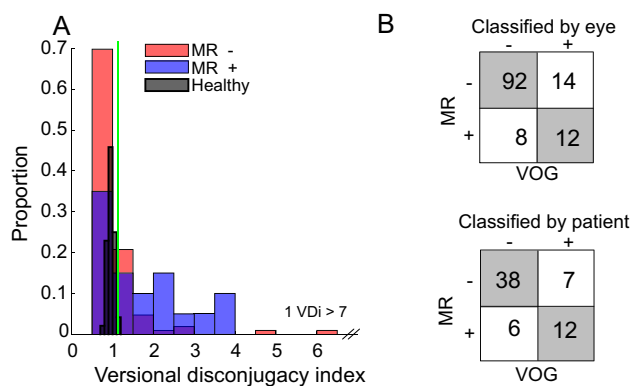 A
MR -
MR +
Healthy
0.7
0.6
0.5
0.4
0.3
0.2
0.1
0
Proportion
1 VDi > 7
0 1 2 3 4 5 6
Versional disconjugacy index
B
Classified by eye
- +
- 92 14
MR
+ 8 12
VOG
Classified by patient
- +
- 38 7
MR
+ 6 12
VOG